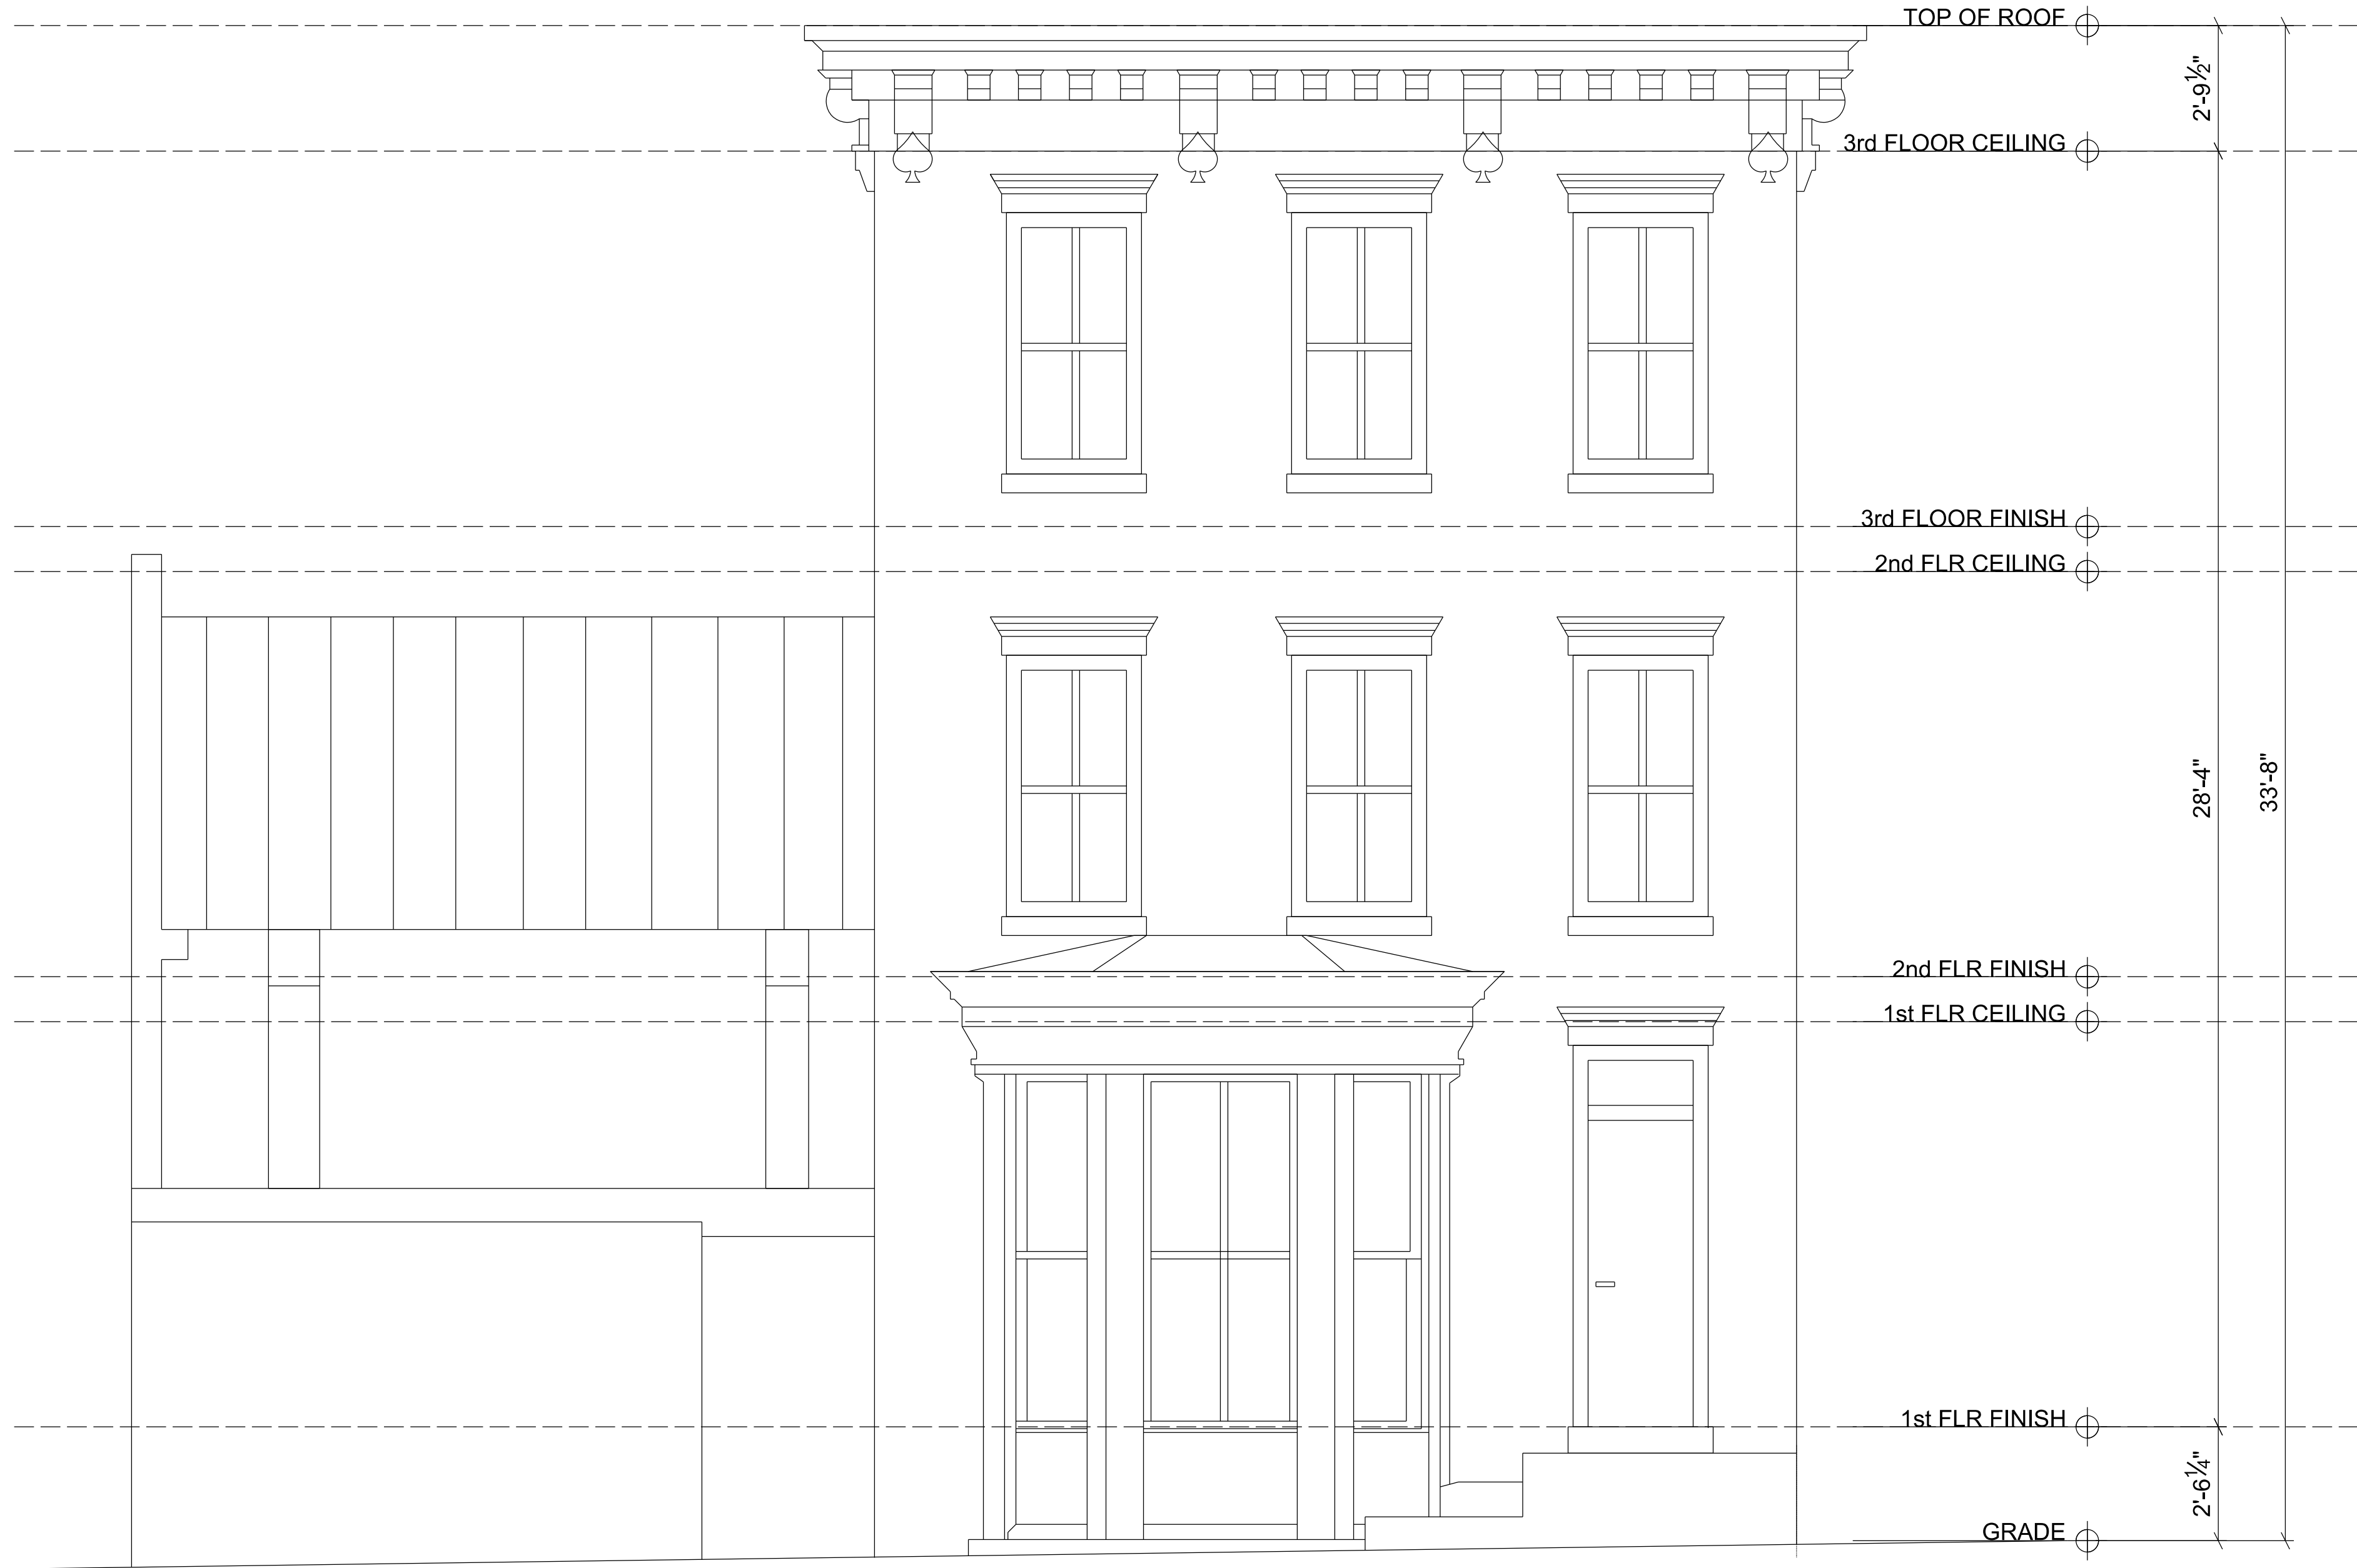 TOP OF ROOF
2'-9½"
3rd FLOOR CEILING
3rd FLOOR FINISH
2nd FLR CEILING
28'-4"
33'-8"
2nd FLR FINISH
1st FLR CEILING
1st FLR FINISH
2'-6¼"
GRADE